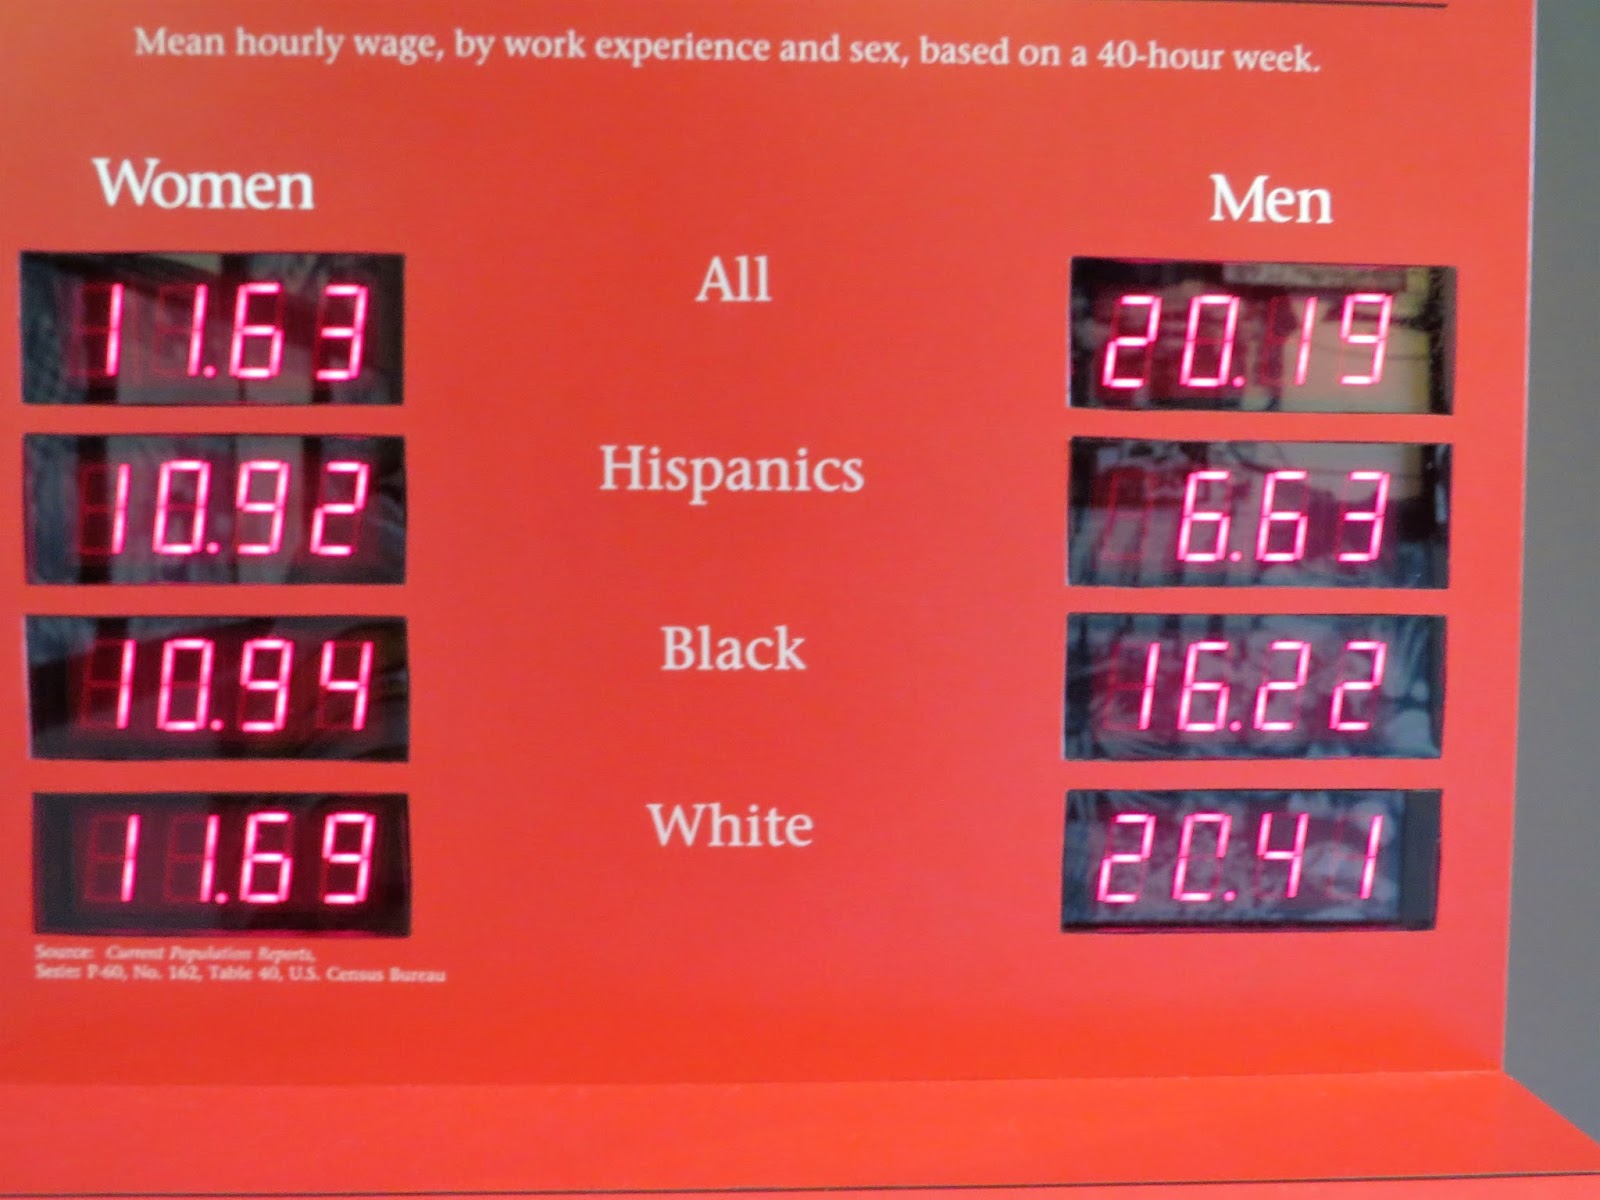 Mean hourly wage, by work experience and sex, based on a 40-hour week.
Women Men
11.63 All 20.19
10.92 Hispanics 6.63
10.94 Black 16.22
11.69 White 20.41
Source: Current Population Reports,
Series P-60, No. 162, Table 40, U.S. Census Bureau